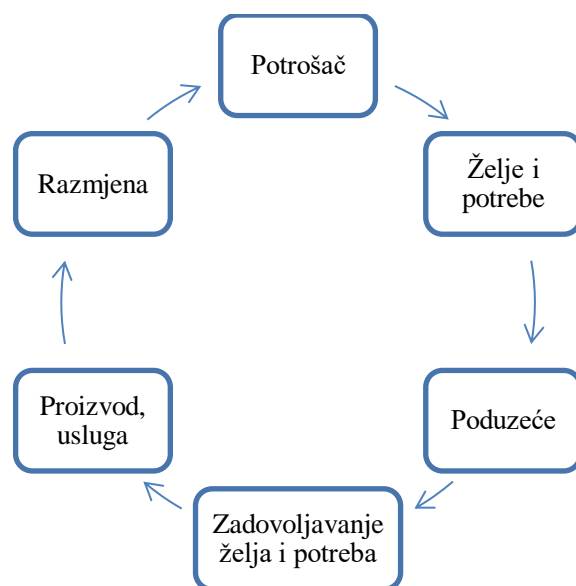 Potrošač
Želje i
potrebe
Poduzeće
Zadovoljavanje
želja i potreba
Proizvod,
usluga
Razmjena